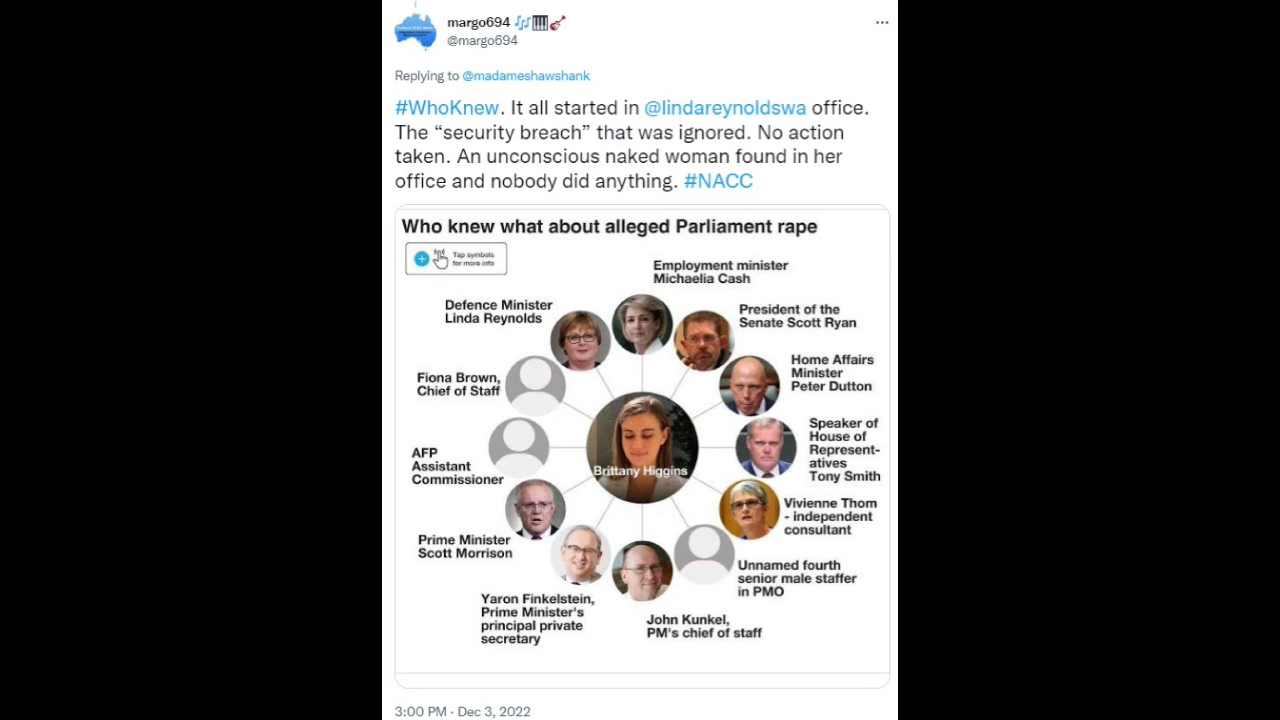 margo694
@margo694
Replying to @madameshawshank
#WhoKnew. It all started in @lindareynoldswa office.
The “security breach” that was ignored. No action
taken. An unconscious naked woman found in her
office and nobody did anything. #NACC
Who knew what about alleged Parliament rape
Tap symbols
for more info
Employment minister
Michaelia Cash
Defence Minister
Linda Reynolds
President of the
Senate Scott Ryan
Fiona Brown,
Chief of Staff
Home Affairs
Minister
Peter Dutton
Brittany Higgins
Speaker of
House of
Represent-
atives
Tony Smith
AFP
Assistant
Commissioner
Vivienne Thom
- independent
consultant
Prime Minister
Scott Morrison
Unnamed fourth
senior male staffer
in PMO
Yaron Finkelstein,
Prime Minister's
principal private
secretary
John Kunkel,
PM's chief of staff
3:00 PM · Dec 3, 2022